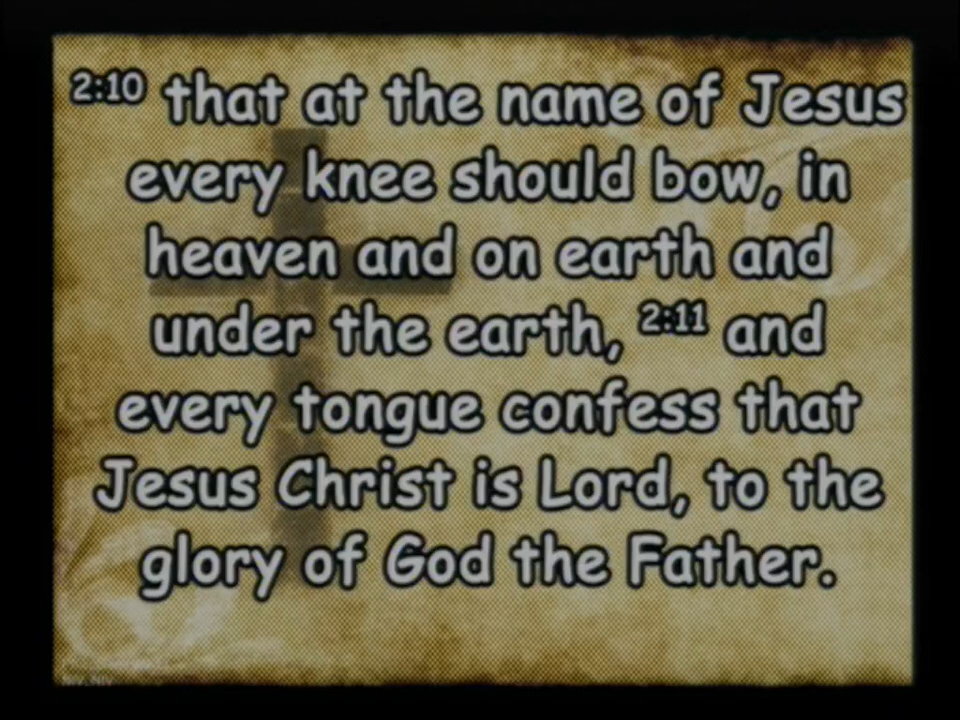 2:10 that at the name of Jesus
every knee should bow, in
heaven and on earth and
under the earth, 2:11 and
every tongue confess that
Jesus Christ is Lord, to the
glory of God the Father.